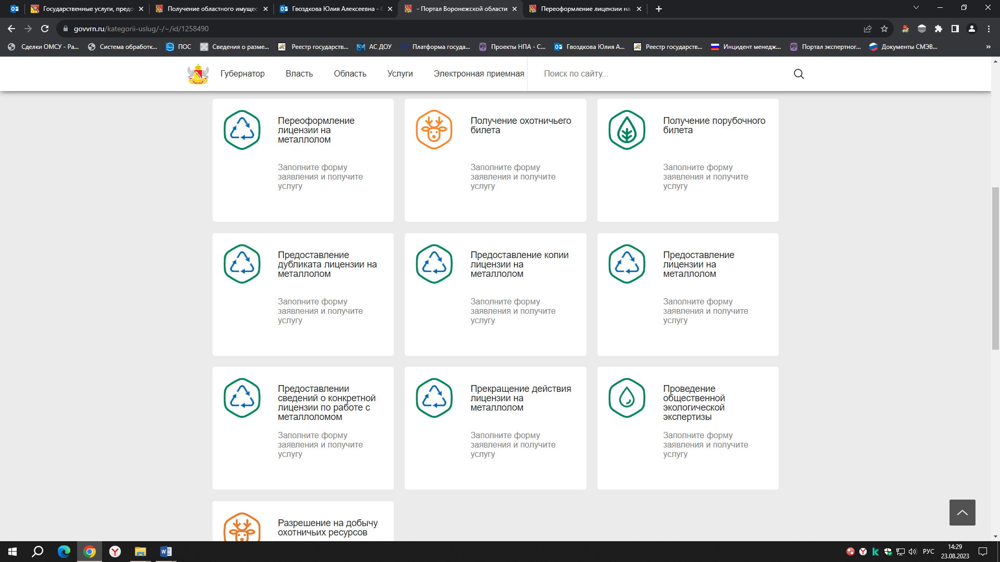 Государственные услуги, предо
Получение областного имущес
Гвоздкова Юлия Алексеевна - О
- Портал Воронежской области
Переоформление лицензии на
govvrn.ru/kategorii-uslug/-/~/id/1258490
Сделки ОМСУ - Ра...
Система обработк...
ПОС
Сведения о разме...
Реестр государств...
АС ДОУ
Платформа госуда...
Проекты НПА - С...
Гвоздкова Юлия А...
Реестр государств...
Инцидент менедж...
Портал экспертног...
Документы СМЭВ...
»
Губернатор
Власть
Область
Услуги
Электронная приемная
Поиск по сайту...
Переоформление
лицензии на
металлолом
Заполните форму
заявления и получите
услугу
Получение охотничьего
билета
Заполните форму
заявления и получите
услугу
Получение порубочного
билета
Заполните форму
заявления и получите
услугу
Предоставление
дубликата лицензии на
металлолом
Заполните форму
заявления и получите
услугу
Предоставление копии
лицензии на
металлолом
Заполните форму
заявления и получите
услугу
Предоставление
лицензии на
металлолом
Заполните форму
заявления и получите
услугу
Предоставлении
сведений о конкретной
лицензии по работе с
металлоломом
Заполните форму
заявления и получите
услугу
Прекращение действия
лицензии на
металлолом
Заполните форму
заявления и получите
услугу
Проведение
общественной
экологической
экспертизы
Заполните форму
заявления и получите
услугу
Разрешение на добычу
охотничьих ресурсов
РУС
14:29
23.08.2023